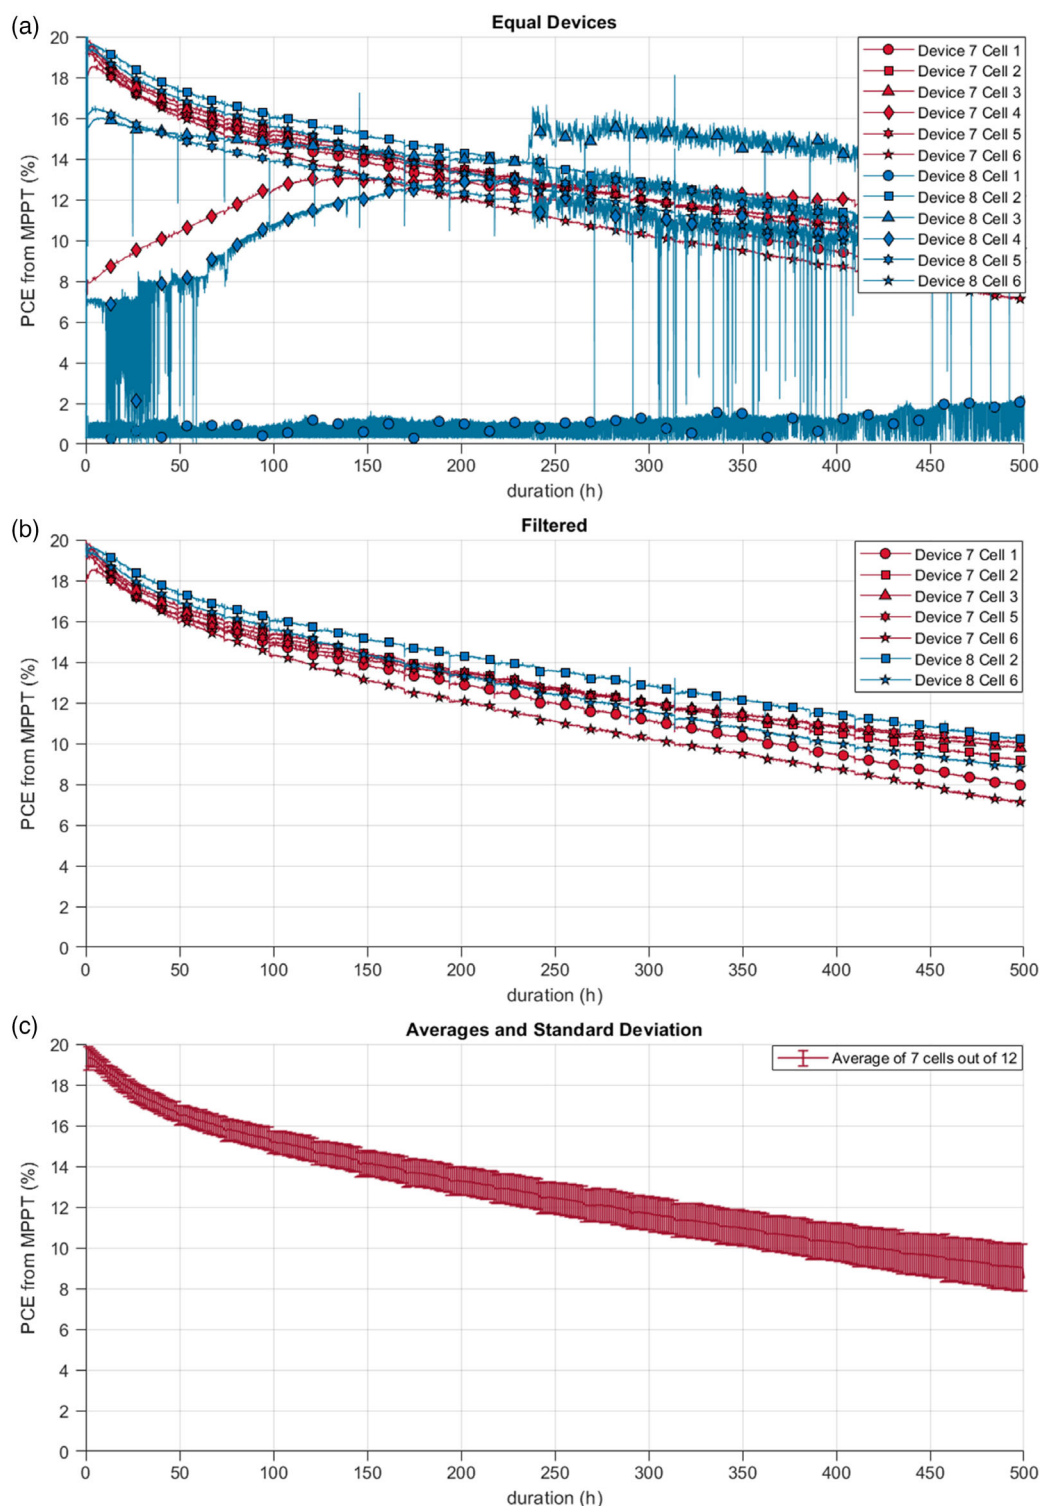 (a)
Equal Devices
PCE from MPPT (%)
20
18
16
14
12
10
8
6
4
2
0
Device 7 Cell 1
Device 7 Cell 2
Device 7 Cell 3
Device 7 Cell 4
Device 7 Cell 5
Device 7 Cell 6
Device 8 Cell 1
Device 8 Cell 2
Device 8 Cell 3
Device 8 Cell 4
Device 8 Cell 5
Device 8 Cell 6
0 50 100 150 200 250 300 350 400 450 500
duration (h)
(b)
Filtered
PCE from MPPT (%)
20
18
16
14
12
10
8
6
4
2
0
Device 7 Cell 1
Device 7 Cell 2
Device 7 Cell 3
Device 7 Cell 5
Device 7 Cell 6
Device 8 Cell 2
Device 8 Cell 6
0 50 100 150 200 250 300 350 400 450 500
duration (h)
(c)
Averages and Standard Deviation
PCE from MPPT (%)
20
18
16
14
12
10
8
6
4
2
0
Average of 7 cells out of 12
0 50 100 150 200 250 300 350 400 450 500
duration (h)